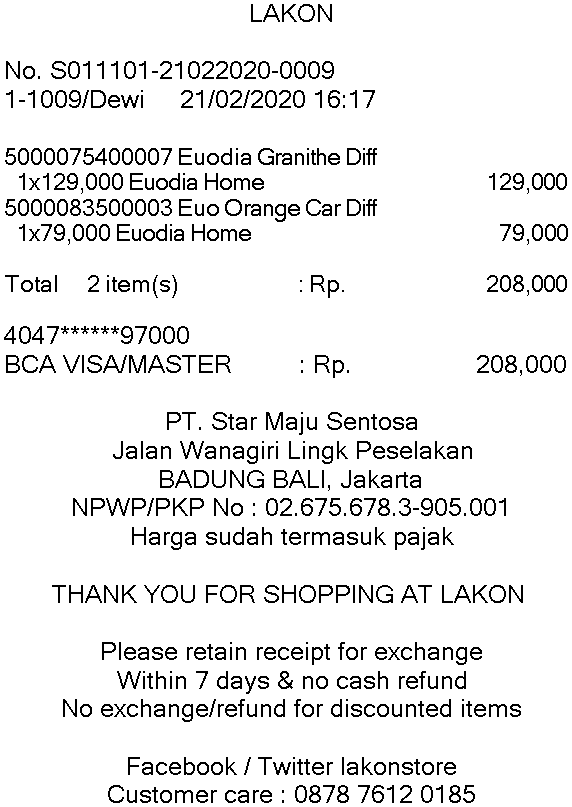 LAKON
No. S011101-21022020-0009
1-1009/Dewi 21/02/2020 16:17
5000075400007 Euodia Granithe Diff
1x129,000 Euodia Home 129,000
5000083500003 Euo Orange Car Diff
1x79,000 Euodia Home 79,000
Total 2 item(s) : Rp. 208,000
4047******97000
BCA VISA/MASTER : Rp. 208,000
PT. Star Maju Sentosa
Jalan Wanagiri Lingk Peselakan
BADUNG BALI, Jakarta
NPWP/PKP No : 02.675.678.3-905.001
Harga sudah termasuk pajak
THANK YOU FOR SHOPPING AT LAKON
Please retain receipt for exchange
Within 7 days & no cash refund
No exchange/refund for discounted items
Facebook / Twitter lakonstore
Customer care : 0878 7612 0185